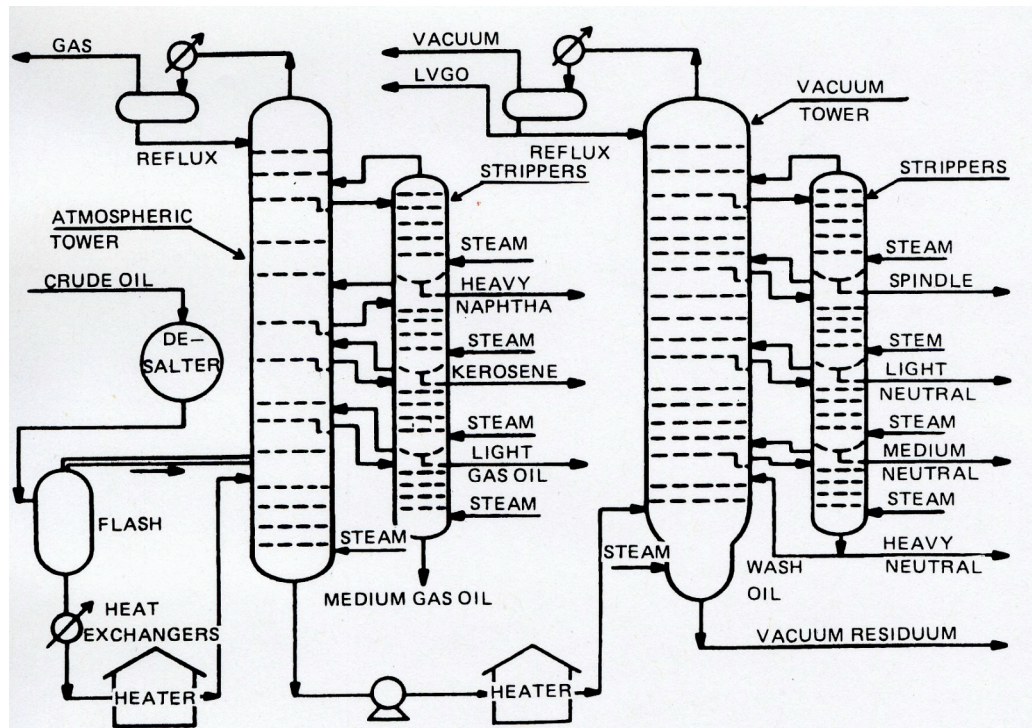 GAS
REFLUX
ATMOSPHERIC
TOWER
CRUDE OIL
DE-
SALTER
FLASH
HEAT
EXCHANGERS
HEATER
STRIPPERS
STEAM
HEAVY
NAPHTHA
STEAM
KEROSENE
STEAM
LIGHT
GAS OIL
STEAM
STEAM
MEDIUM GAS OIL
VACUUM
LVGO
REFLUX
VACUUM
TOWER
STRIPPERS
STEAM
SPINDLE
STEM
LIGHT
NEUTRAL
STEAM
MEDIUM
NEUTRAL
STEAM
HEAVY
NEUTRAL
STEAM
WASH
OIL
VACUUM RESIDUUM
HEATER